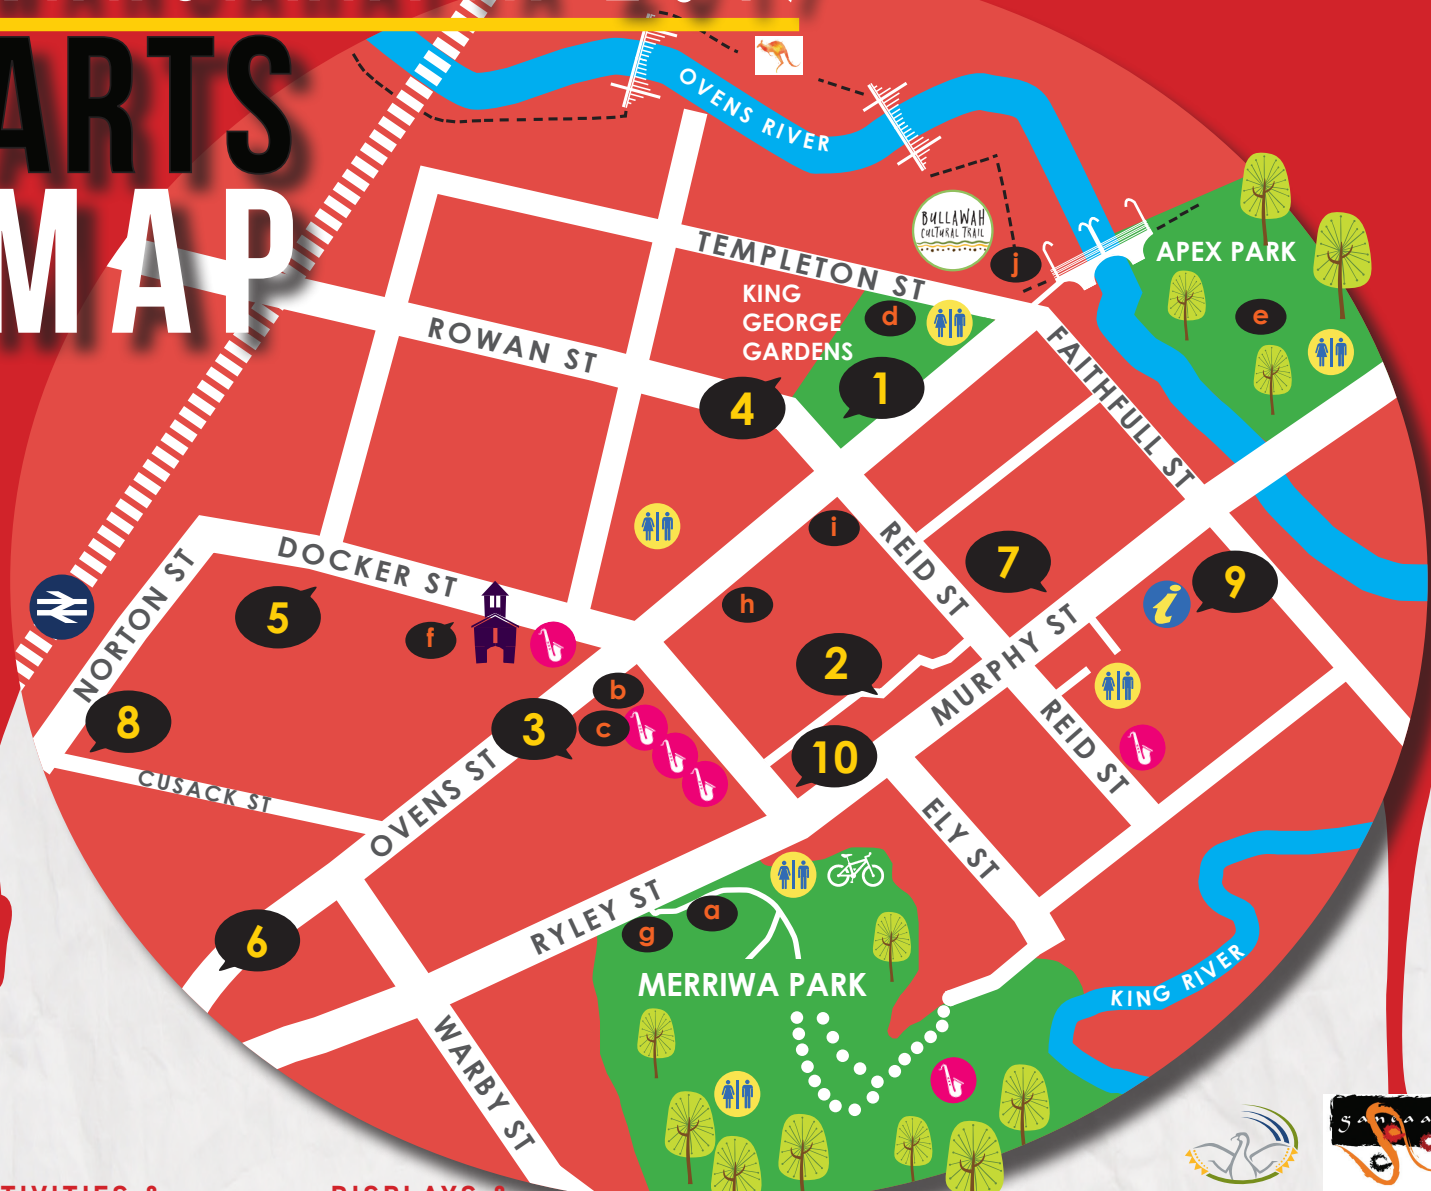 ARTS
MAP
OVENS RIVER
BULLAWAH
CULTURAL TRAIL
j
APEX PARK
e
TEMPLETON ST
KING
GEORGE
GARDENS
d
1
ROWAN ST
4
FAITHFULL ST
i
REID ST
7
9
i
h
DOCKER ST
NORTON ST
5
f
2
MURPHY ST
b
c
3
8
10
REID ST
CUSACK ST
OVENS ST
ELY ST
6
RYLEY ST
a
g
MERRIWA PARK
KING RIVER
WARBY ST